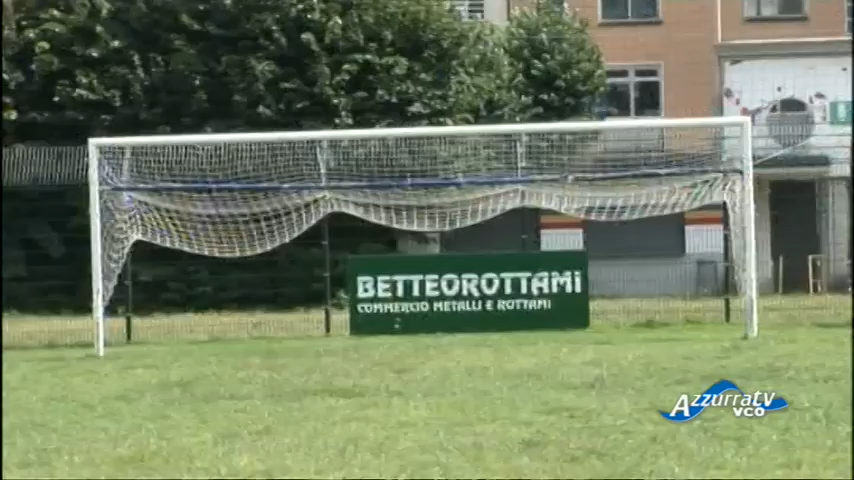 BETTEOROTTAMI
COMMERCIO METALLI E ROTTAMI
Azzurratv
VCO